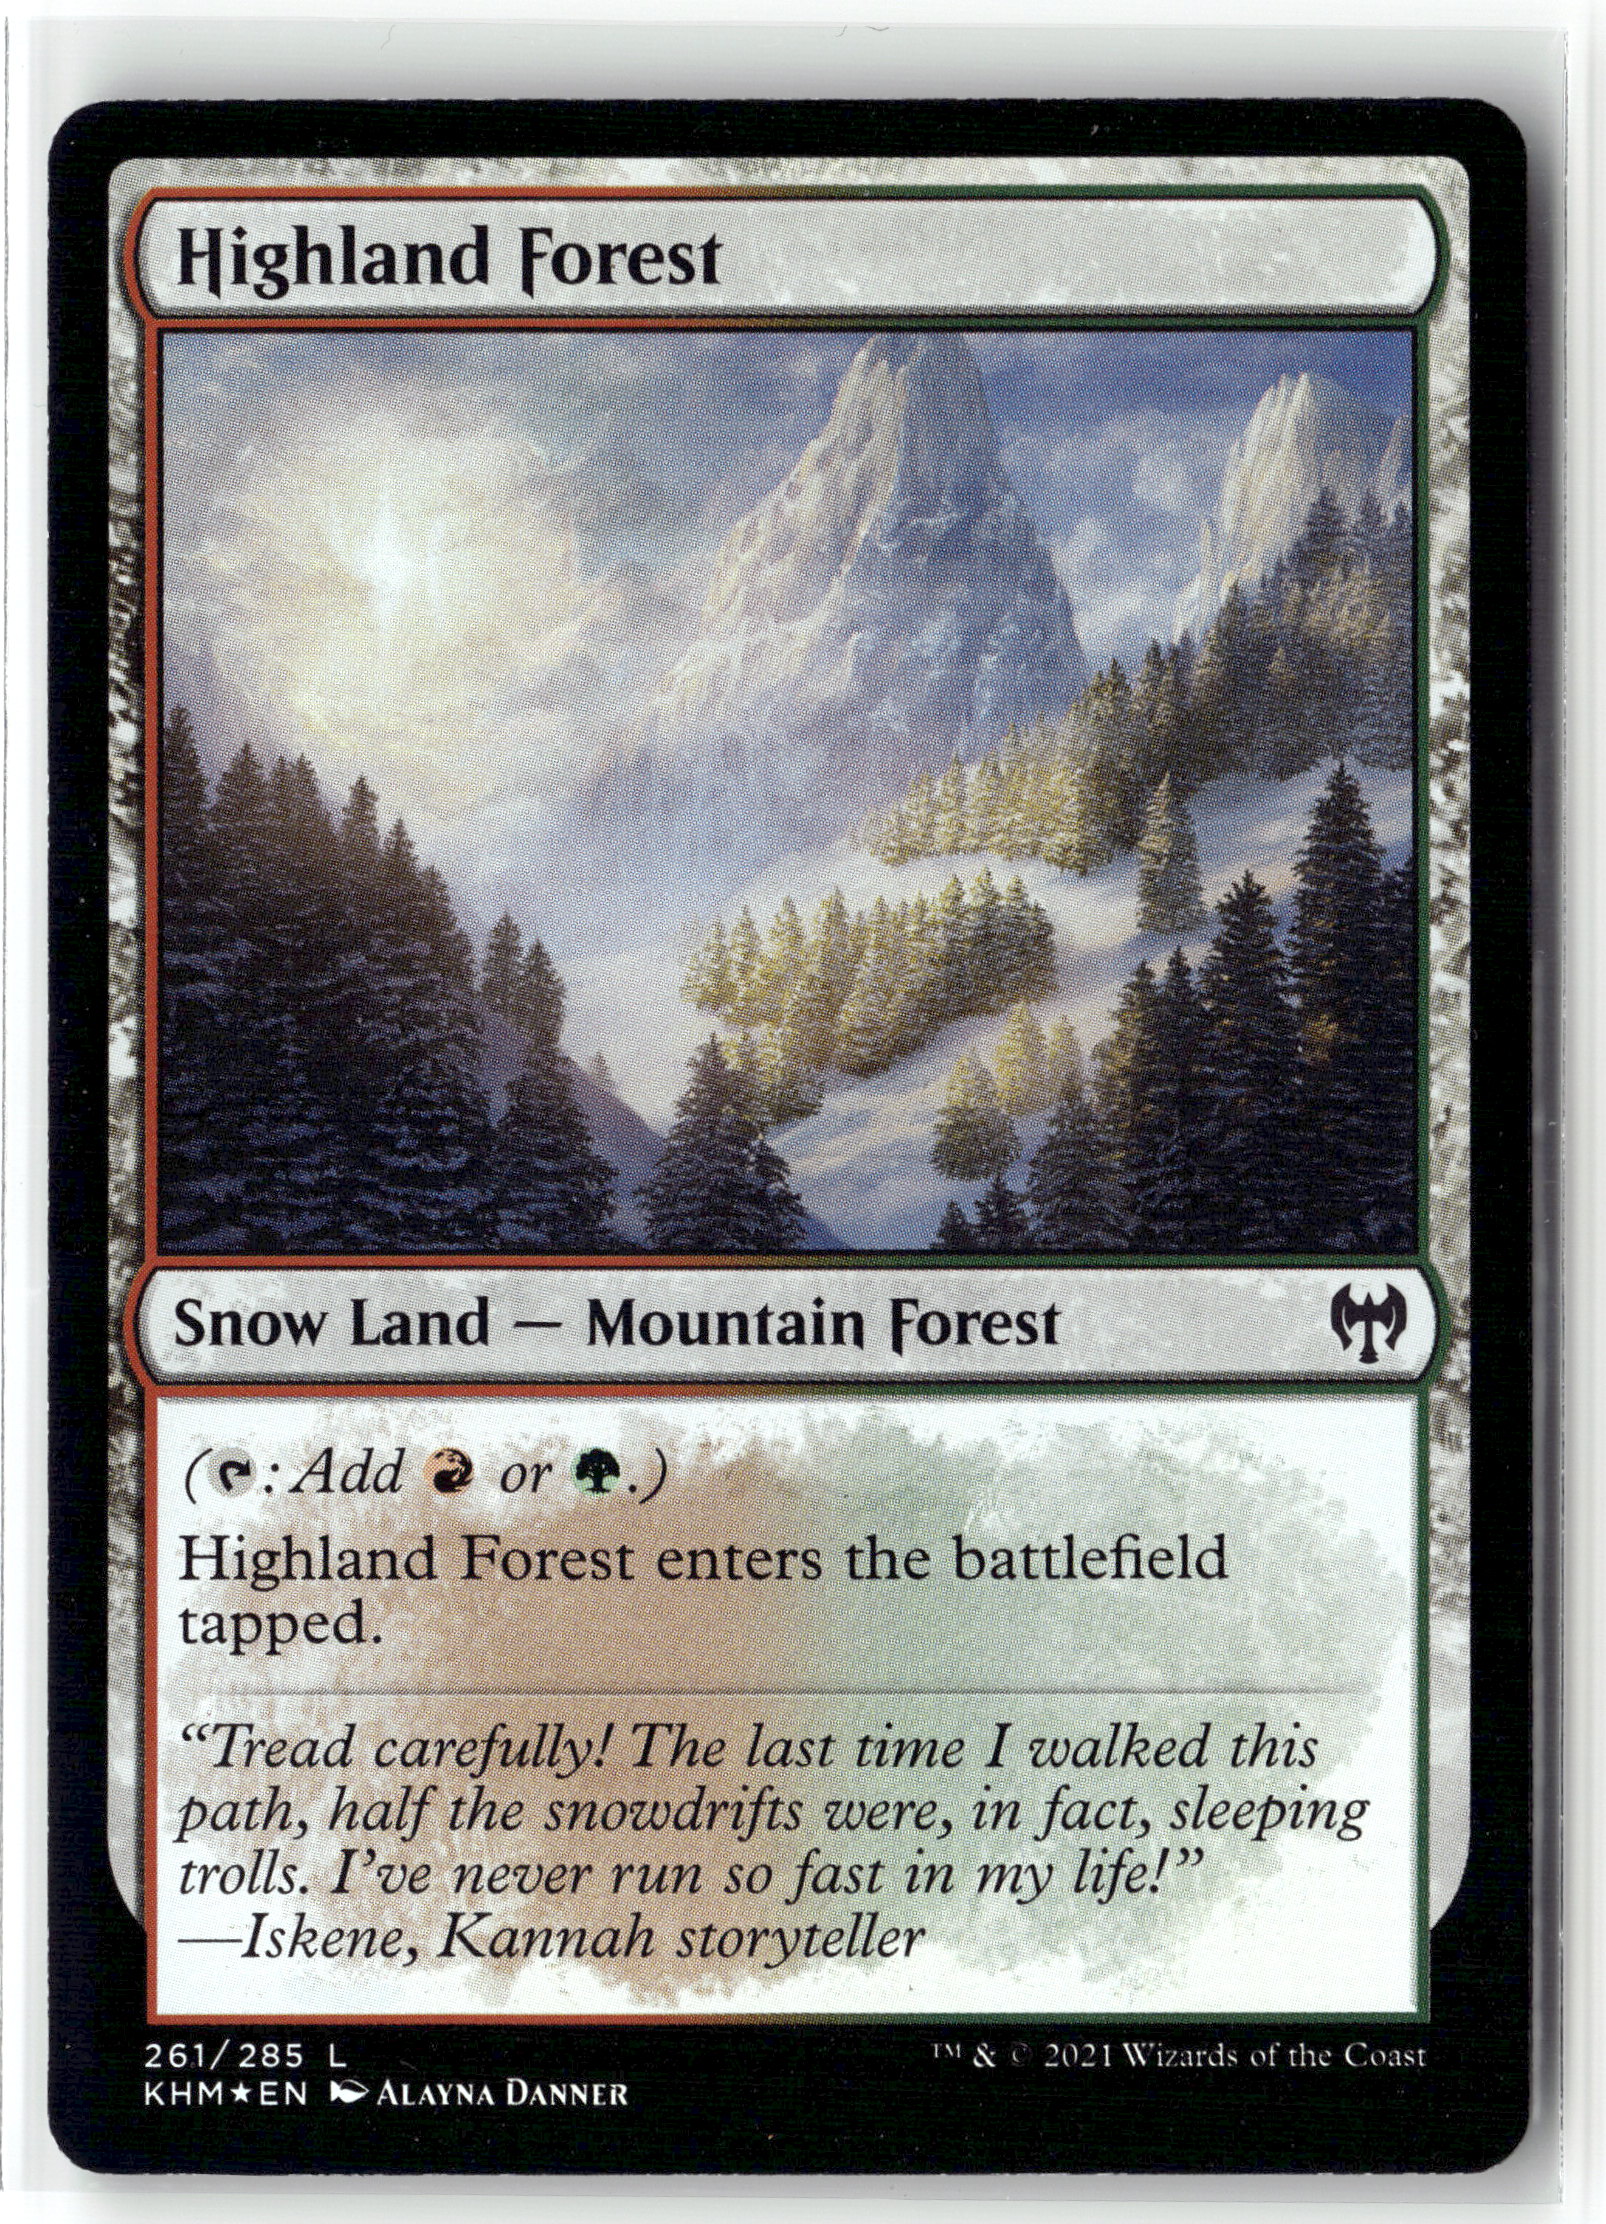 Highland Forest
Snow Land — Mountain Forest
(: Add or .)
Highland Forest enters the battlefield
tapped.
“Tread carefully! The last time I walked this
path, half the snowdrifts were, in fact, sleeping
trolls. I’ve never run so fast in my life!”
—Iskene, Kannah storyteller
261/285 L
™ & © 2021 Wizards of the Coast
KHM★EN ALAYNA DANNER